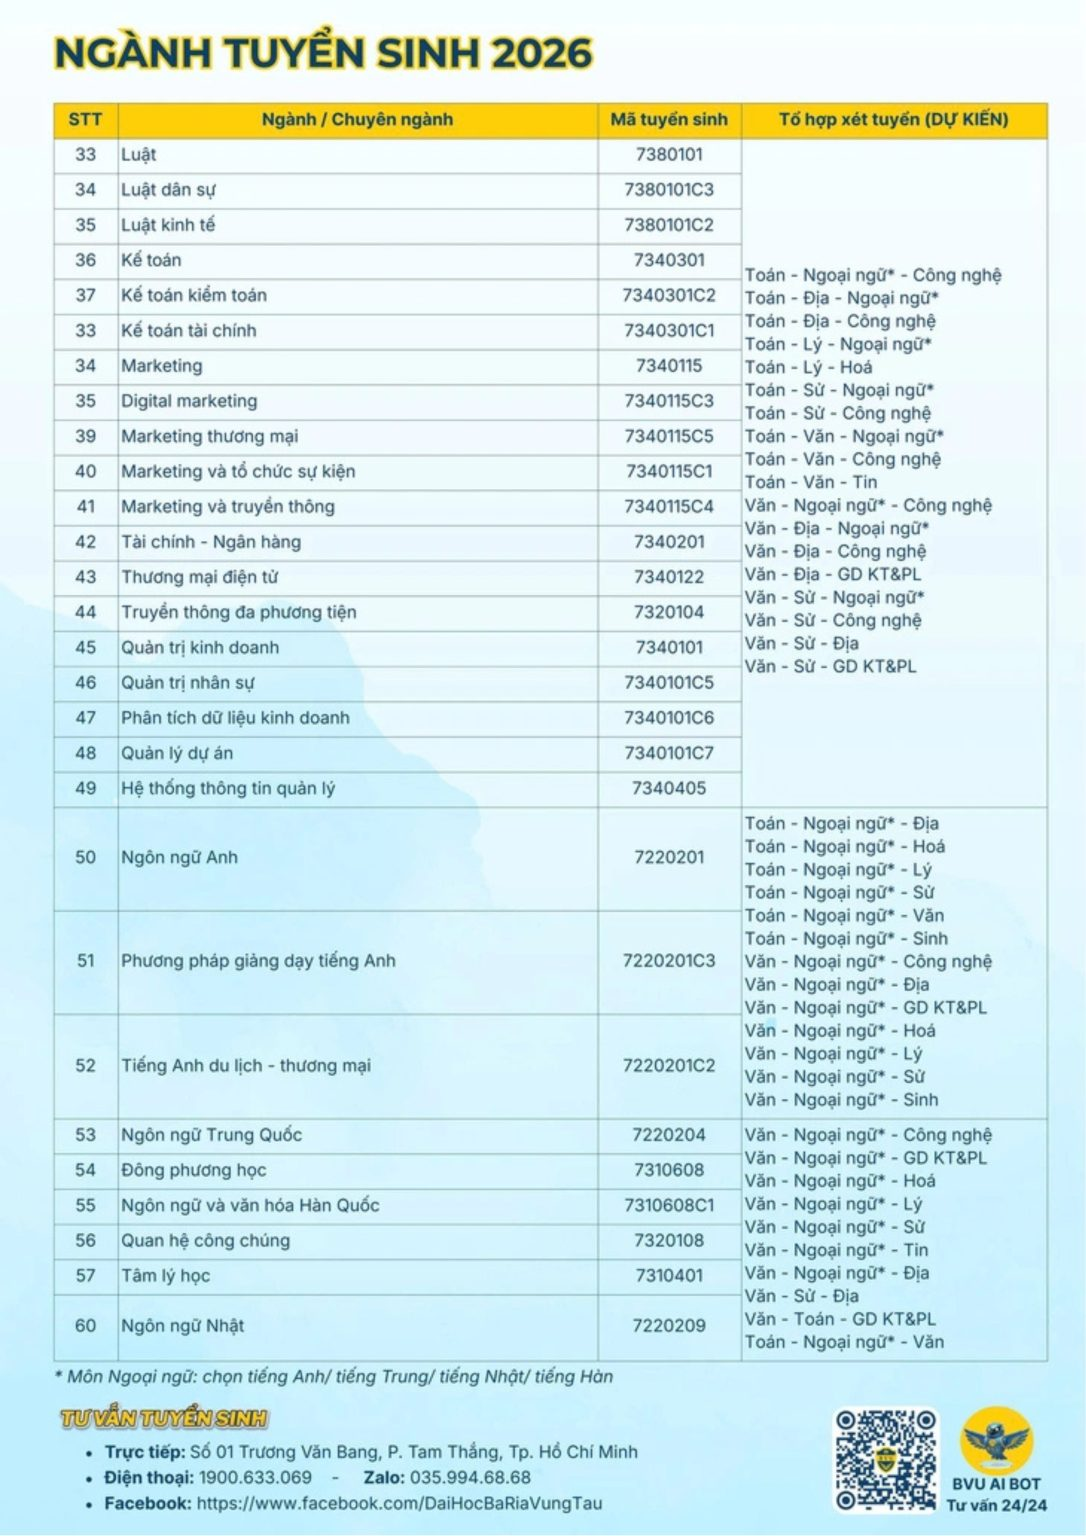 NGÀNH TUYỂN SINH 2026
STT Ngành / Chuyên ngành Mã tuyển sinh Tổ hợp xét tuyển (DỰ KIẾN)
33 Luật 7380101
34 Luật dân sự 7380101C3
35 Luật kinh tế 7380101C2
36 Kế toán 7340301
37 Kế toán kiểm toán 7340301C2
33 Kế toán tài chính 7340301C1
34 Marketing 7340115
35 Digital marketing 7340115C3
39 Marketing thương mại 7340115C5
40 Marketing và tổ chức sự kiện 7340115C1
41 Marketing và truyền thông 7340115C4
42 Tài chính - Ngân hàng 7340201
43 Thương mại điện tử 7340122
44 Truyền thông đa phương tiện 7320104
45 Quản trị kinh doanh 7340101
46 Quản trị nhân sự 7340101C5
47 Phân tích dữ liệu kinh doanh 7340101C6
48 Quản lý dự án 7340101C7
49 Hệ thống thông tin quản lý 7340405
Toán - Ngoại ngữ* - Công nghệ
Toán - Địa - Ngoại ngữ*
Toán - Địa - Công nghệ
Toán - Lý - Ngoại ngữ*
Toán - Lý - Hoá
Toán - Sử - Ngoại ngữ*
Toán - Sử - Công nghệ
Toán - Văn - Ngoại ngữ*
Toán - Văn - Công nghệ
Toán - Văn - Tin
Văn - Ngoại ngữ* - Công nghệ
Văn - Địa - Ngoại ngữ*
Văn - Địa - Công nghệ
Văn - Địa - GD KT&PL
Văn - Sử - Ngoại ngữ*
Văn - Sử - Công nghệ
Văn - Sử - Địa
Văn - Sử - GD KT&PL
50 Ngôn ngữ Anh 7220201
51 Phương pháp giảng dạy tiếng Anh 7220201C3
52 Tiếng Anh du lịch - thương mại 7220201C2
Toán - Ngoại ngữ* - Địa
Toán - Ngoại ngữ* - Hoá
Toán - Ngoại ngữ* - Lý
Toán - Ngoại ngữ* - Sử
Toán - Ngoại ngữ* - Văn
Toán - Ngoại ngữ* - Sinh
Văn - Ngoại ngữ* - Công nghệ
Văn - Ngoại ngữ* - Địa
Văn - Ngoại ngữ* - GD KT&PL
Văn - Ngoại ngữ* - Hoá
Văn - Ngoại ngữ* - Lý
Văn - Ngoại ngữ* - Sử
Văn - Ngoại ngữ* - Sinh
53 Ngôn ngữ Trung Quốc 7220204
54 Đông phương học 7310608
55 Ngôn ngữ và văn hóa Hàn Quốc 7310608C1
56 Quan hệ công chúng 7320108
57 Tâm lý học 7310401
60 Ngôn ngữ Nhật 7220209
Văn - Ngoại ngữ* - Công nghệ
Văn - Ngoại ngữ* - GD KT&PL
Văn - Ngoại ngữ* - Hoá
Văn - Ngoại ngữ* - Lý
Văn - Ngoại ngữ* - Sử
Văn - Ngoại ngữ* - Tin
Văn - Ngoại ngữ* - Địa
Văn - Sử - Địa
Văn - Toán - GD KT&PL
Toán - Ngoại ngữ* - Văn
* Môn Ngoại ngữ: chọn tiếng Anh/ tiếng Trung/ tiếng Nhật/ tiếng Hàn
TƯ VẤN TUYỂN SINH
• Trực tiếp: Số 01 Trương Văn Bang, P. Tam Thắng, Tp. Hồ Chí Minh
• Điện thoại: 1900.633.069 - Zalo: 035.994.68.68
• Facebook: https://www.facebook.com/DaiHocBaRiaVungTau
BVU AI BOT
Tư vấn 24/24